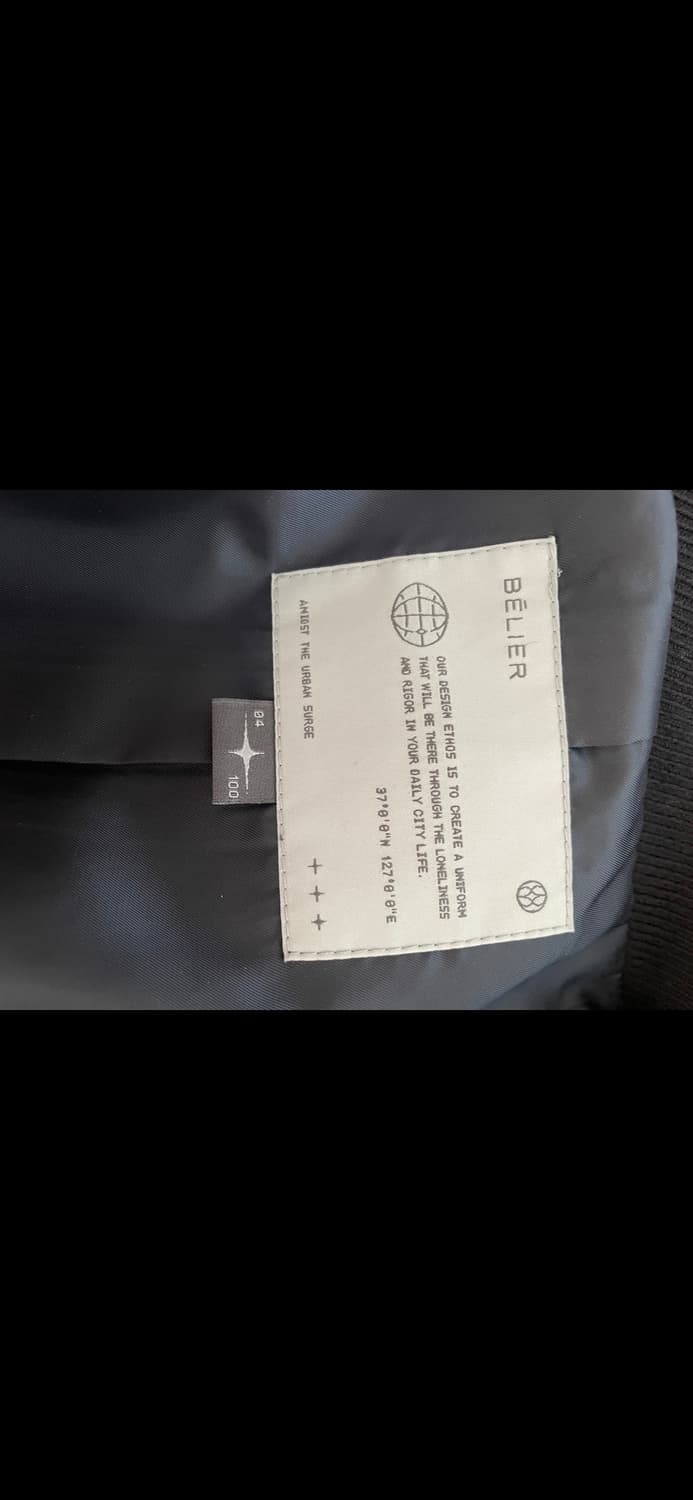 BĒLIER
OUR DESIGN ETHOS IS TO CREATE A UNIFORM
THAT WILL BE THERE THROUGH THE LONELINESS
AND RIGOR IN YOUR DAILY CITY LIFE.
37°0'0"N 127°0'0"E
AMIDST THE URBAN SURGE
04
100